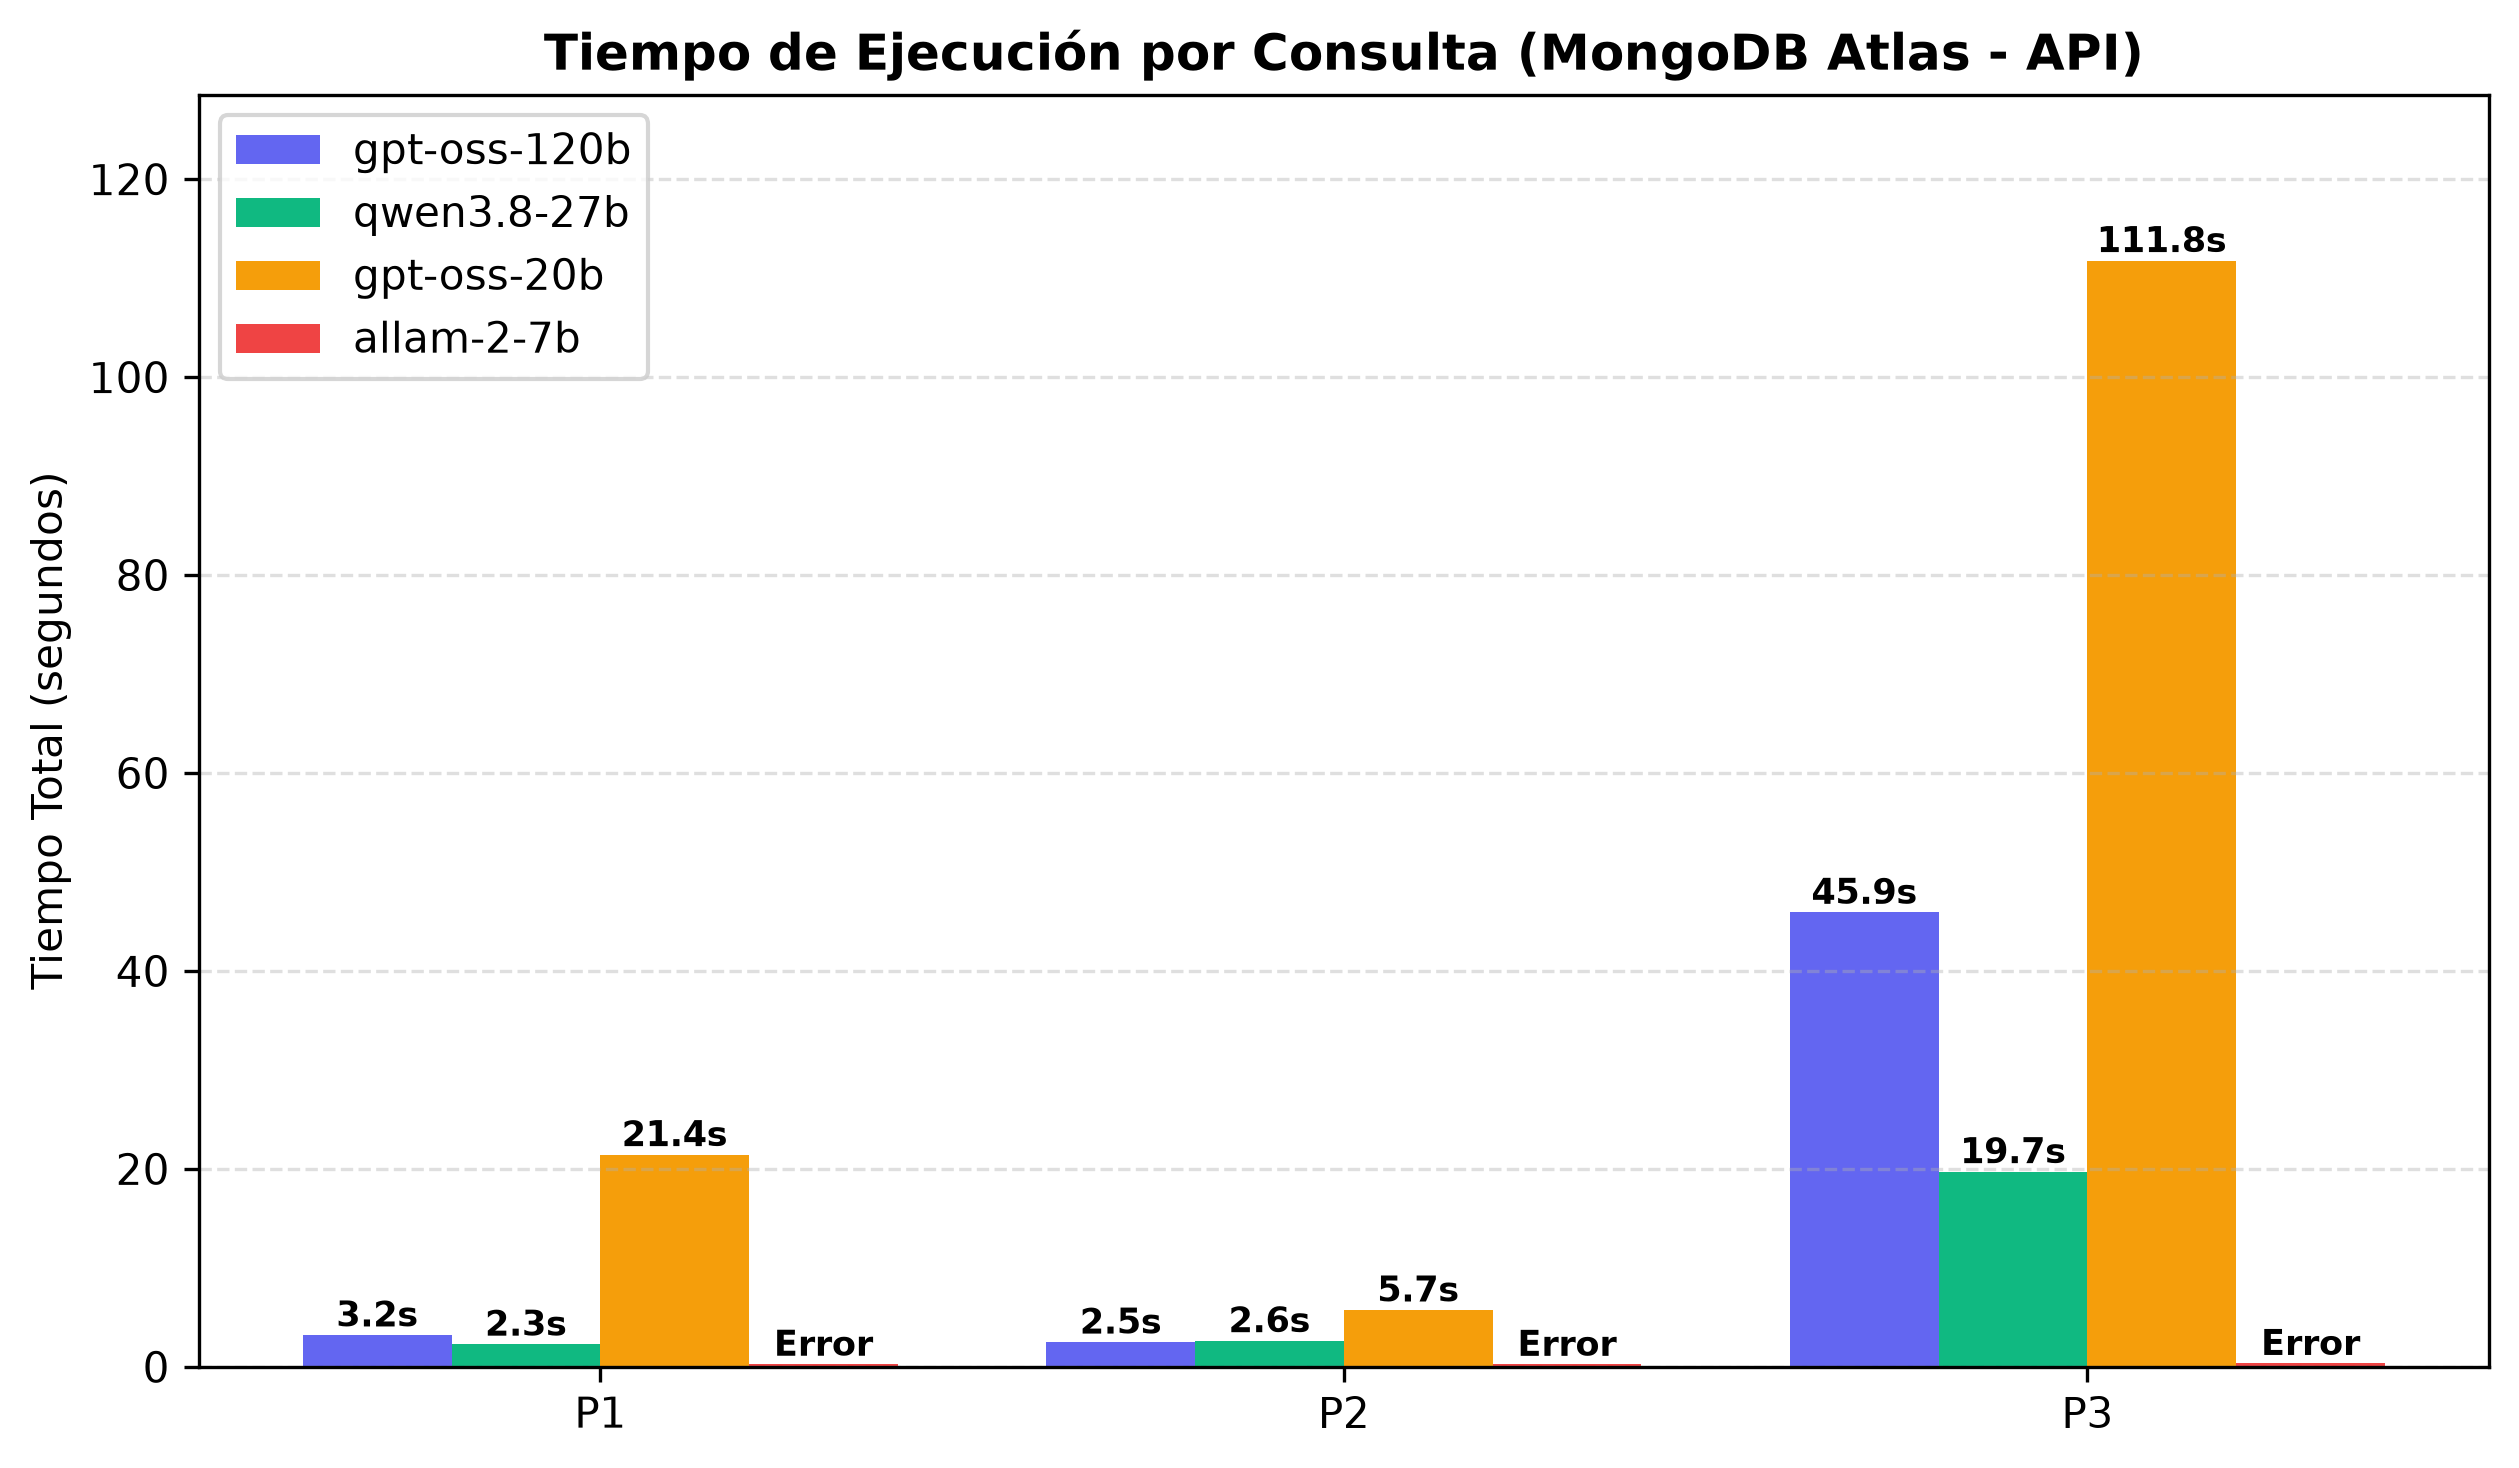 Tiempo de Ejecución por Consulta (MongoDB Atlas - API)
gpt-oss-120b
qwen3.8-27b
gpt-oss-20b
allam-2-7b
Tiempo Total (segundos)
120
100
80
60
40
20
0
3.2s
2.3s
21.4s
Error
2.5s
2.6s
5.7s
Error
45.9s
19.7s
111.8s
Error
P1
P2
P3